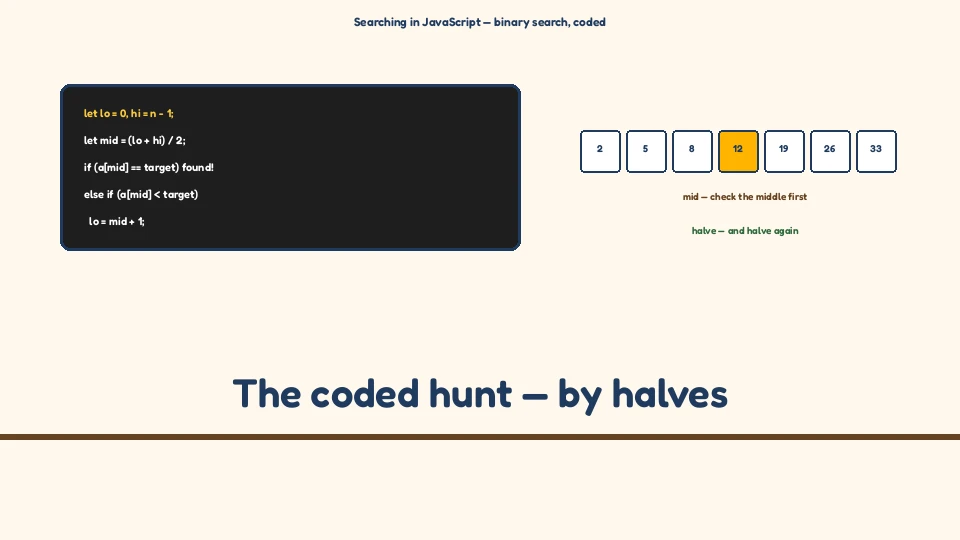 Searching in JavaScript — binary search, coded
let lo = 0, hi = n - 1;
let mid = (lo + hi) / 2;
if (a[mid] == target) found!
else if (a[mid] < target)
lo = mid + 1;
2 5 8 12 19 26 33
mid — check the middle first
halve — and halve again
The coded hunt — by halves